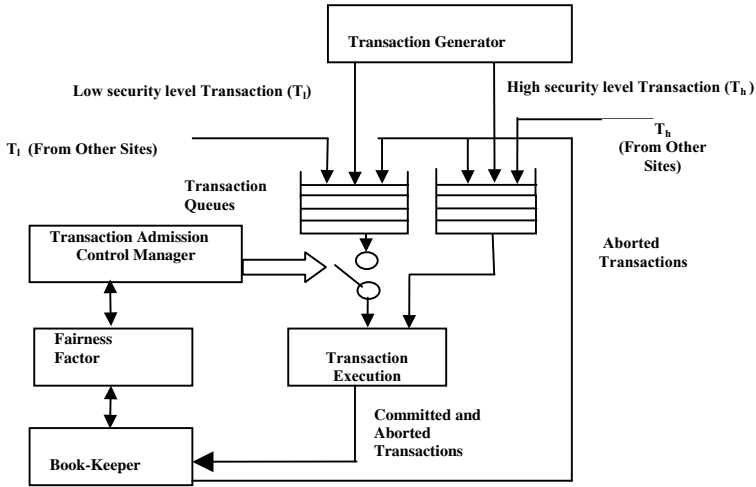 Transaction Generator
Low security level Transaction (Tl)
High security level Transaction (Th)
Tl (From Other Sites)
Th
(From Other
Sites)
Transaction
Queues
Transaction Admission
Control Manager
Aborted
Transactions
Fairness
Factor
Transaction
Execution
Committed and
Aborted
Transactions
Book-Keeper